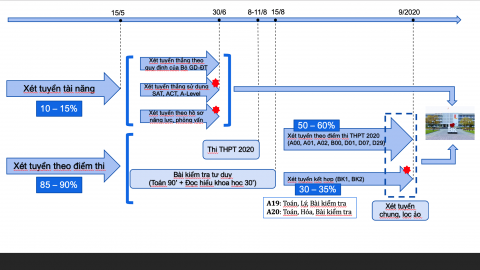 15/5
30/6
8-11/8
15/8
9/2020
Xét tuyển thẳng theo
quy định của Bộ GD-ĐT
Xét tuyển tài năng
Xét tuyển thẳng sử dụng
SAT, ACT, A-Level
10 – 15%
Xét tuyển theo hồ sơ
năng lực, phỏng vấn
50 – 60%
Thi THPT 2020
Xét tuyển theo điểm thi THPT 2020
(A00, A01, A02, B00, D01, D07, D29)
Xét tuyển theo điểm thi
Bài kiểm tra tư duy
(Toán 90' + Đọc hiểu khoa học 30')
Xét tuyển kết hợp (BK1, BK2)
85 – 90%
30 – 35%
A19: Toán, Lý, Bài kiểm tra
A20: Toán, Hóa, Bài kiểm tra
Xét tuyển
chung, lọc ảo